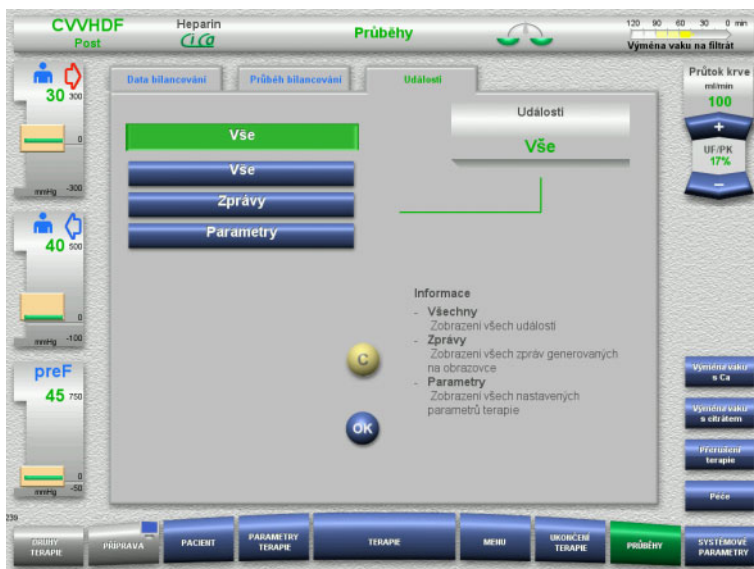 CVVHDF
Post
Heparin
CiCa
Průběhy
120 90 60 30 0 min
Výměna vaku na filtrát
30
300
0
-300
mmHg
40
500
0
-100
mmHg
preF
45
750
0
-50
mmHg
Data bilancování
Průběh bilancování
Události
Vše
Vše
Zprávy
Parametry
Události
Vše
Informace
- Všechny
Zobrazení všech událostí
- Zprávy
Zobrazení všech zpráv generovaných
na obrazovce
- Parametry
Zobrazení všech nastavených
parametrů terapie
C
OK
Průtok krve
ml/min
100
+
UF/PK
17%
–
Výměna vaku
s Ca
Výměna vaku
s citrátem
Přerušení
terapie
Péče
239
DRUHY
TERAPIE
PŘÍPRAVA
PACIENT
PARAMETRY
TERAPIE
TERAPIE
MENU
UKONČENÍ
TERAPIE
PRŮBĚHY
SYSTÉMOVÉ
PARAMETRY